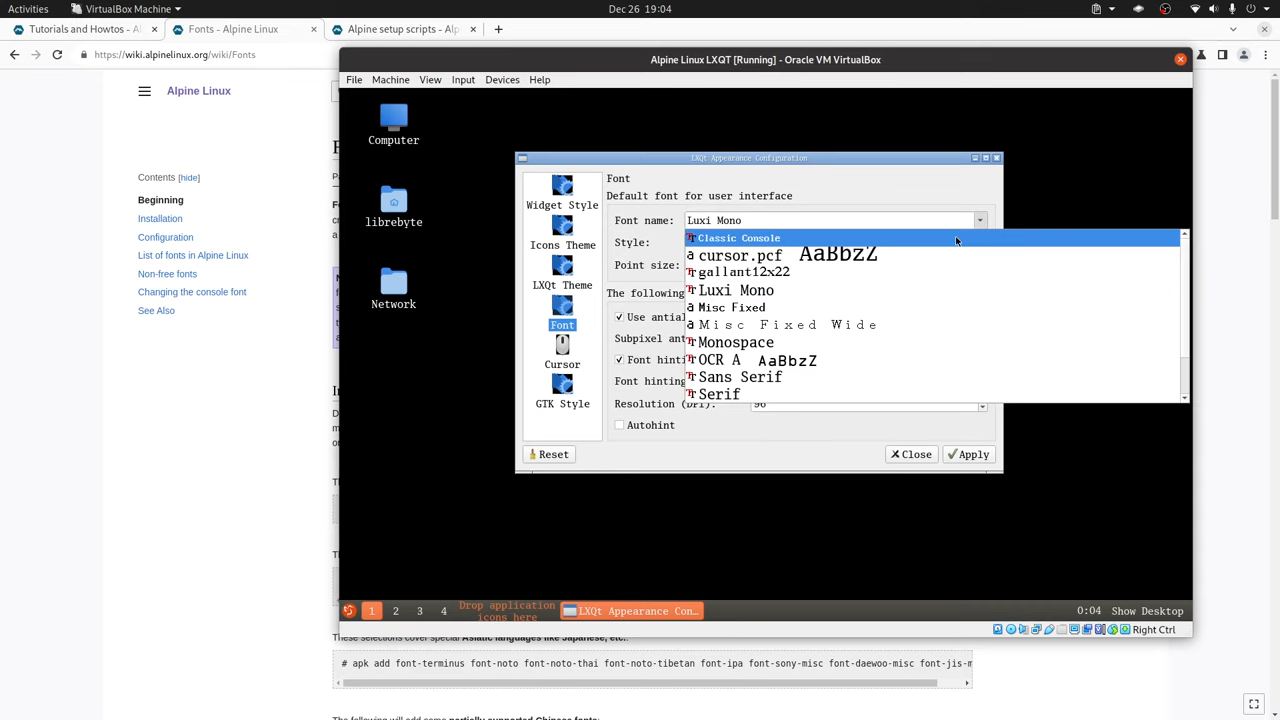 Activities
VirtualBox Machine
Dec 26 19:04
Tutorials and Howtos - A
Fonts - Alpine Linux
Alpine setup scripts - Alp
https://wiki.alpinelinux.org/wiki/Fonts
Alpine Linux
Contents [hide]
Beginning
Installation
Configuration
List of fonts in Alpine Linux
Non-free fonts
Changing the console font
See Also
Alpine Linux LXQT [Running] - Oracle VM VirtualBox
File Machine View Input Devices Help
Computer
librebyte
Network
LXQt Appearance Configuration
Widget Style
Icons Theme
LXQt Theme
Font
Cursor
GTK Style
Font
Default font for user interface
Font name: Luxi Mono
Style:
Point size:
The following
Use antial
Subpixel ant
Font hinti
Font hinting
Resolution (DPI): 96
Autohint
Classic Console
cursor.pcf AaBbzZ
gallant12x22
Luxi Mono
Misc Fixed
Misc Fixed Wide
Monospace
OCR A AaBbzZ
Sans Serif
Serif
Reset
Close
Apply
1 2 3 4
Drop application
icons here
LXQt Appearance Con...
0:04
Show Desktop
Right Ctrl
These selections cover special Asiatic languages like Japanese, etc.:
# apk add font-terminus font-noto font-noto-thai font-noto-tibetan font-ipa font-sony-misc font-daewoo-misc font-jis-m
The following will add some partially supported Chinese fonts: